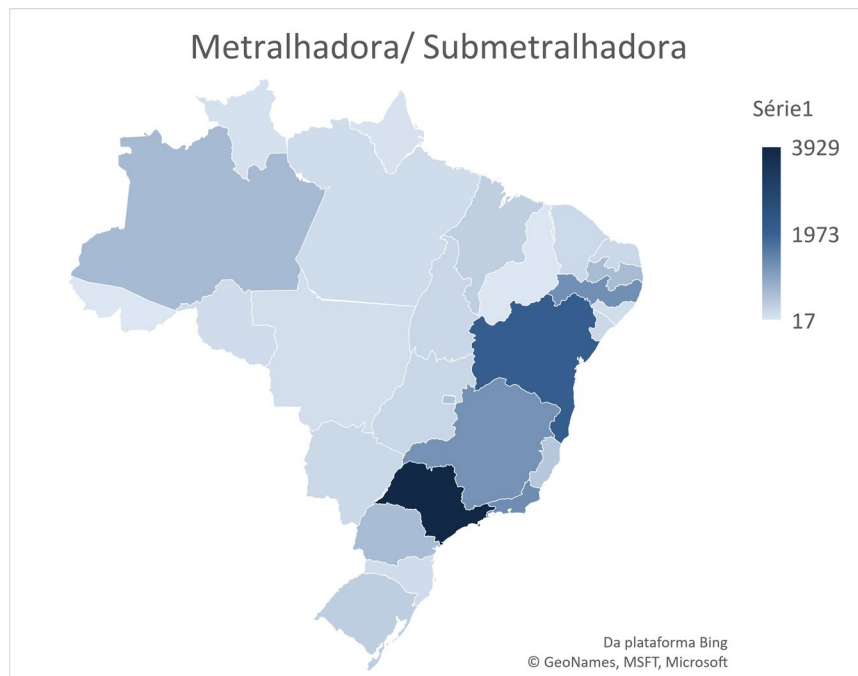 Metralhadora/ Submetralhadora
Série1
3929
1973
17
Da plataforma Bing
© GeoNames, MSFT, Microsoft